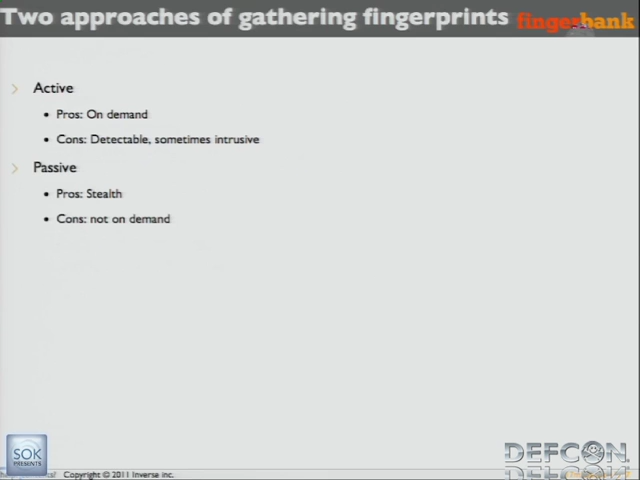 Two approaches of gathering fingerprints
fingerbank
Active
• Pros: On demand
• Cons: Detectable, sometimes intrusive
Passive
• Pros: Stealth
• Cons: not on demand
SOK
PRESENTS
Copyright © 2011 Inverse inc.
DEFCON